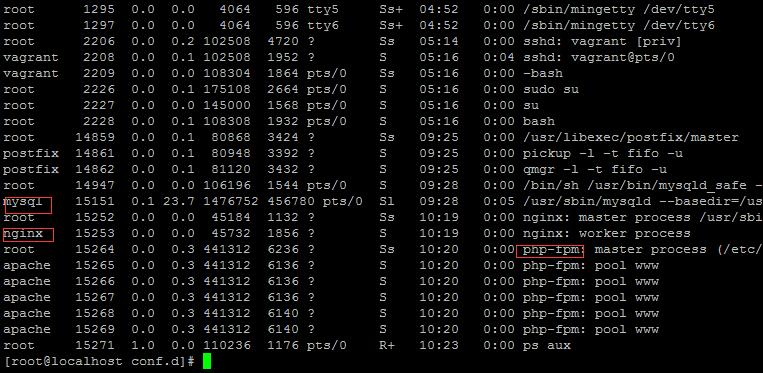 root 1295 0.0 0.0 4064 596 tty5 Ss+ 04:52 0:00 /sbin/mingetty /dev/tty5
root 1297 0.0 0.0 4064 596 tty6 Ss+ 04:52 0:00 /sbin/mingetty /dev/tty6
root 2206 0.0 0.2 102508 4720 ? Ss 05:14 0:00 sshd: vagrant [priv]
vagrant 2208 0.0 0.1 102508 1952 ? S 05:16 0:04 sshd: vagrant@pts/0
vagrant 2209 0.0 0.0 108304 1864 pts/0 Ss 05:16 0:00 -bash
root 2226 0.0 0.1 175108 2664 pts/0 S 05:16 0:00 sudo su
root 2227 0.0 0.0 145000 1568 pts/0 S 05:16 0:00 su
root 2228 0.0 0.1 108308 1932 pts/0 S 05:16 0:00 bash
root 14859 0.0 0.1 80868 3424 ? Ss 09:25 0:00 /usr/libexec/postfix/master
postfix 14861 0.0 0.1 80948 3392 ? S 09:25 0:00 pickup -l -t fifo -u
postfix 14862 0.0 0.1 81120 3432 ? S 09:25 0:00 qmgr -l -t fifo -u
root 14947 0.0 0.0 106196 1544 pts/0 S 09:28 0:00 /bin/sh /usr/bin/mysqld_safe -
mysql 15151 0.1 23.7 1476752 456780 pts/0 Sl 09:28 0:05 /usr/sbin/mysqld --basedir=/us
root 15252 0.0 0.0 45184 1132 ? Ss 10:19 0:00 nginx: master process /usr/sbi
nginx 15253 0.0 0.0 45732 1856 ? S 10:19 0:00 nginx: worker process
root 15264 0.0 0.3 441312 6236 ? Ss 10:20 0:00 php-fpm: master process (/etc/
apache 15265 0.0 0.3 441312 6136 ? S 10:20 0:00 php-fpm: pool www
apache 15266 0.0 0.3 441312 6136 ? S 10:20 0:00 php-fpm: pool www
apache 15267 0.0 0.3 441312 6136 ? S 10:20 0:00 php-fpm: pool www
apache 15268 0.0 0.3 441312 6140 ? S 10:20 0:00 php-fpm: pool www
apache 15269 0.0 0.3 441312 6140 ? S 10:20 0:00 php-fpm: pool www
root 15271 1.0 0.0 110236 1176 pts/0 R+ 10:23 0:00 ps aux
[root@localhost conf.d]#